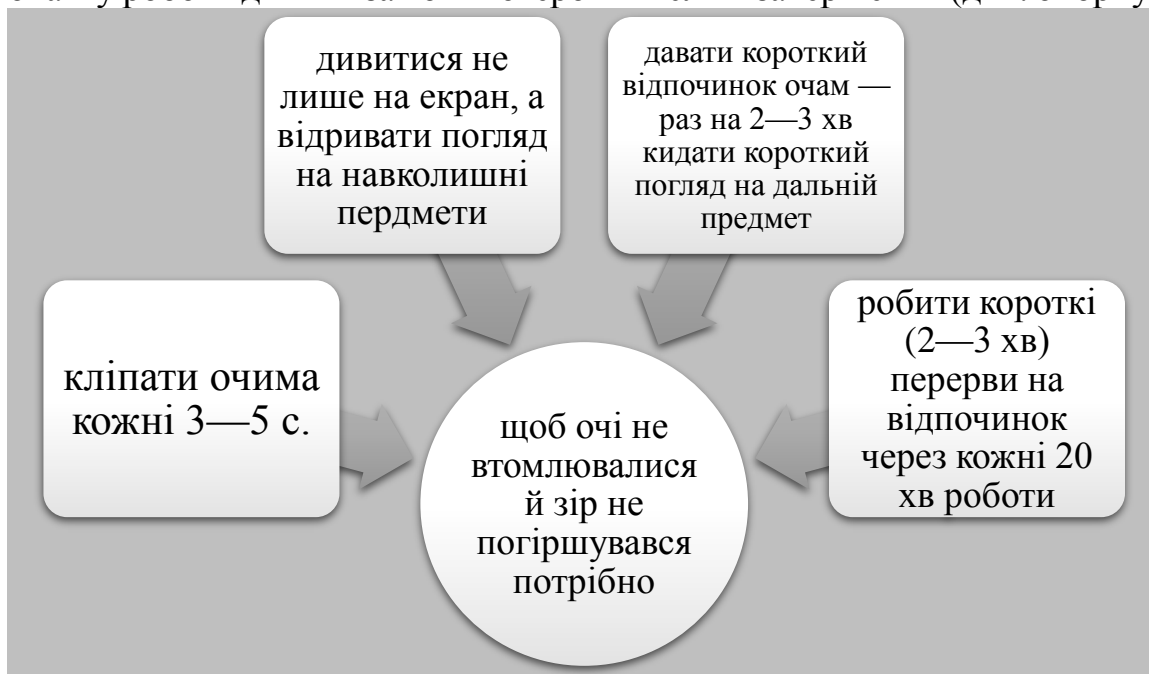 дивитися не
лише на екран, а
відривати погляд
на навколишні
пердмети
давати короткий
відпочинок очам —
раз на 2—3 хв
кидати короткий
погляд на дальній
предмет
кліпати очима
кожні 3—5 с.
робити короткі
(2—3 хв)
перерви на
відпочинок
через кожні 20
хв роботи
щоб очі не
втомлювалися
й зір не
погіршувався
потрібно